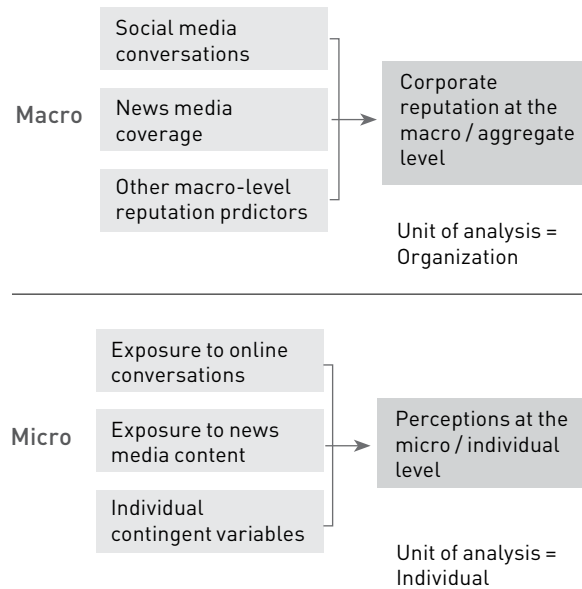 Macro
Social media
conversations
News media
coverage
Other macro-level
reputation prdictors
Corporate
reputation at the
macro / aggregate
level
Unit of analysis =
Organization
Micro
Exposure to online
conversations
Exposure to news
media content
Individual
contingent variables
Perceptions at the
micro / individual
level
Unit of analysis =
Individual